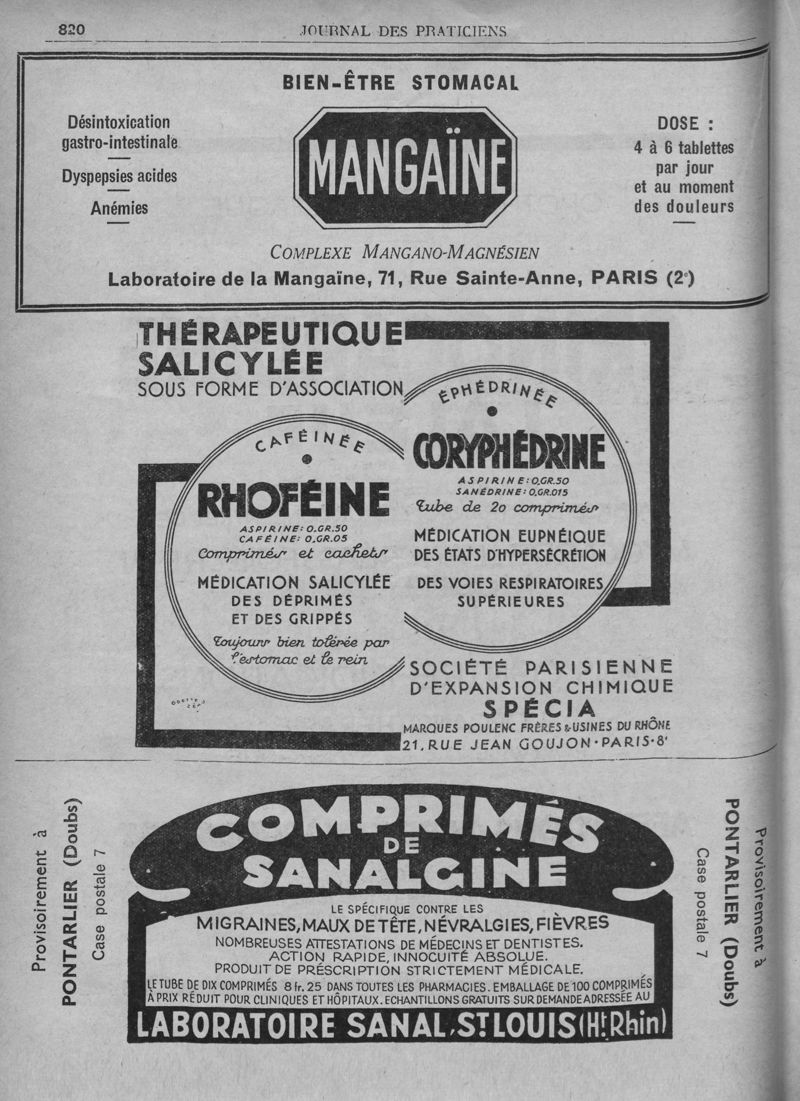 820
JOURNAL DES PRATICIENS
BIEN-ÊTRE STOMACAL
Désintoxication
gastro-intestinale
Dyspepsies acides
Anémies
MANGAÏNE
DOSE :
4 à 6 tablettes
par jour
et au moment
des douleurs
COMPLEXE MANGANO-MAGNÉSIEN
Laboratoire de la Mangaïne, 71, Rue Sainte-Anne, PARIS (2e)
THÉRAPEUTIQUE
SALICYLÉE
SOUS FORME D'ASSOCIATION
CAFÉINÉE
RHOFÉINE
ASPIRINE: 0.GR.50
CAFÉINE: 0.GR.05
Comprimés et cachets
MÉDICATION SALICYLÉE
DES DÉPRIMÉS
ET DES GRIPPÉS
Toujours bien tolérée par
l'estomac et le rein
ÉPHÉDRINÉE
CORYPHÉDRINE
ASPIRINE: 0.GR.50
SANÉDRINE: 0.GR.015
Tube de 20 comprimés
MÉDICATION EUPNÉIQUE
DES ÉTATS D'HYPERSÉCRÉTION
DES VOIES RESPIRATOIRES
SUPÉRIEURES
SOCIÉTÉ PARISIENNE
D'EXPANSION CHIMIQUE
SPÉCIA
MARQUES POULENC FRÈRES & USINES DU RHÔNE
21, RUE JEAN GOUJON · PARIS · 8e
Provisoirement à
PONTARLIER (Doubs)
Case postale 7
COMPRIMÉS
DE
SANALGINE
LE SPÉCIFIQUE CONTRE LES
MIGRAINES, MAUX DE TÊTE, NÉVRALGIES, FIÈVRES
NOMBREUSES ATTESTATIONS DE MÉDECINS ET DENTISTES.
ACTION RAPIDE, INNOCUITÉ ABSOLUE.
PRODUIT DE PRÉSCRIPTION STRICTEMENT MÉDICALE.
LE TUBE DE DIX COMPRIMÉS 8 fr. 25 DANS TOUTES LES PHARMACIES. EMBALLAGE DE 100 COMPRIMÉS
À PRIX RÉDUIT POUR CLINIQUES ET HÔPITAUX. ECHANTILLONS GRATUITS SUR DEMANDE ADRESSÉE AU
LABORATOIRE SANAL, ST LOUIS (Ht Rhin)
Provisoirement à
PONTARLIER (Doubs)
Case postale 7